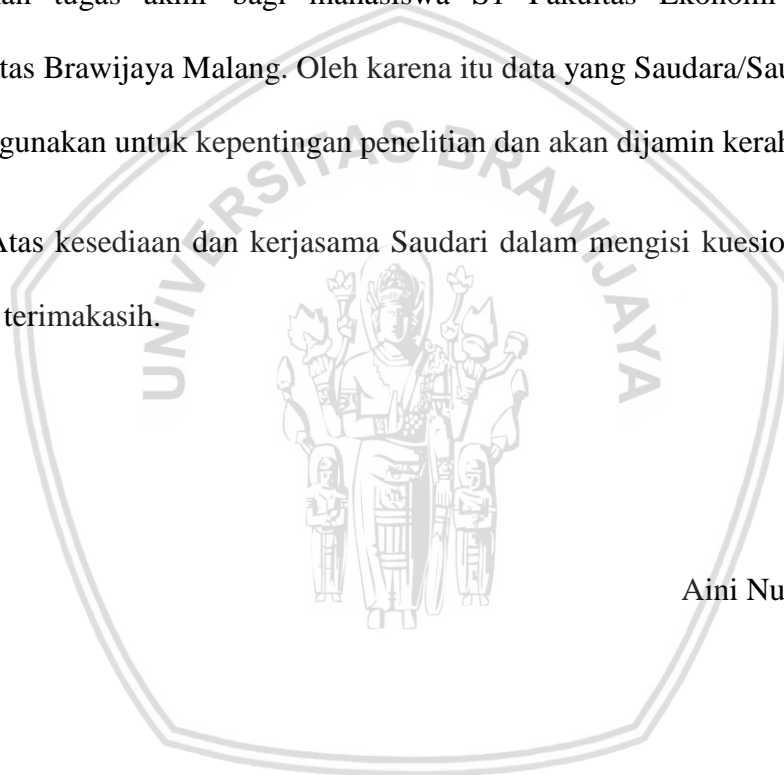 tugas akhir bagi mahasiswa S1 Fakultas Ekonomi
tas Brawijaya Malang. Oleh karena itu data yang Saudara/Sau
gunakan untuk kepentingan penelitian dan akan dijamin kerah
Atas kesediaan dan kerjasama Saudari dalam mengisi kuesio
terimakasih.
UNIVERSITAS BRAWIJAYA
Aini Nu